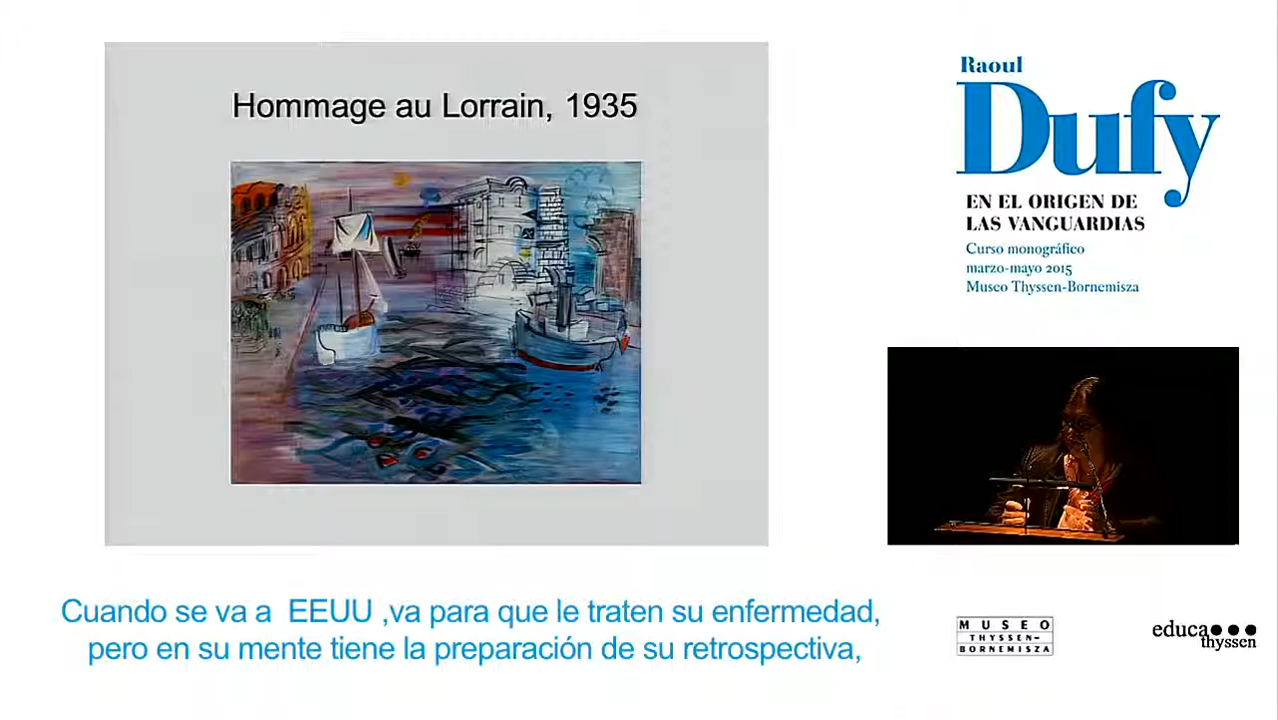 Hommage au Lorrain, 1935
Raoul
Dufy
EN EL ORIGEN DE
LAS VANGUARDIAS
Curso monográfico
marzo-mayo 2015
Museo Thyssen-Bornemisza
Cuando se va a EEUU ,va para que le traten su enfermedad,
pero en su mente tiene la preparación de su retrospectiva,
MUSEO
THYSSEN-
BORNEMISZA
educa
thyssen